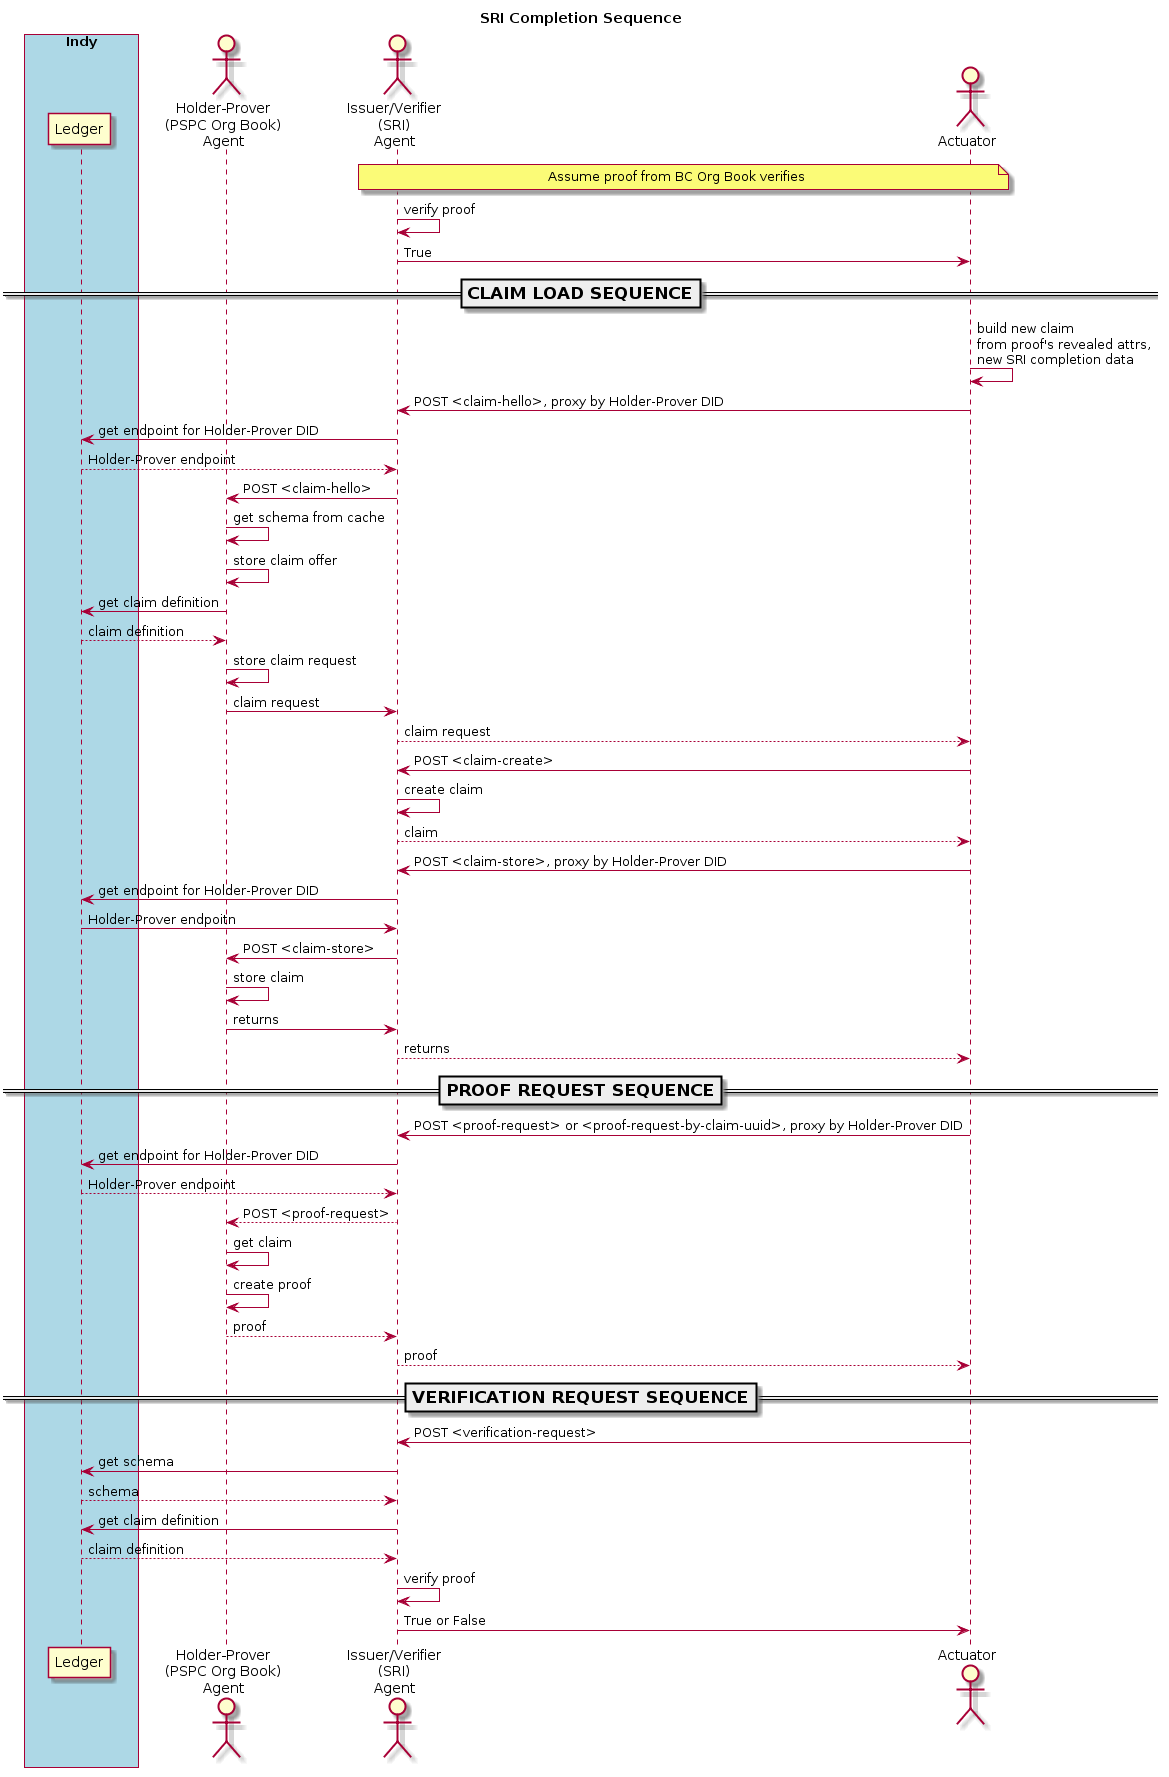 SRI Completion Sequence
Indy
Ledger
Holder-Prover
(PSPC Org Book)
Agent
Issuer/Verifier
(SRI)
Agent
Actuator
Assume proof from BC Org Book verifies
verify proof
True
CLAIM LOAD SEQUENCE
build new claim
from proof's revealed attrs,
new SRI completion data
POST <claim-hello>, proxy by Holder-Prover DID
get endpoint for Holder-Prover DID
Holder-Prover endpoint
POST <claim-hello>
get schema from cache
store claim offer
get claim definition
claim definition
store claim request
claim request
claim request
POST <claim-create>
create claim
claim
POST <claim-store>, proxy by Holder-Prover DID
get endpoint for Holder-Prover DID
Holder-Prover endpoitn
POST <claim-store>
store claim
returns
returns
PROOF REQUEST SEQUENCE
POST <proof-request> or <proof-request-by-claim-uuid>, proxy by Holder-Prover DID
get endpoint for Holder-Prover DID
Holder-Prover endpoint
POST <proof-request>
get claim
create proof
proof
proof
VERIFICATION REQUEST SEQUENCE
POST <verification-request>
get schema
schema
get claim definition
claim definition
verify proof
True or False
Ledger
Holder-Prover
(PSPC Org Book)
Agent
Issuer/Verifier
(SRI)
Agent
Actuator